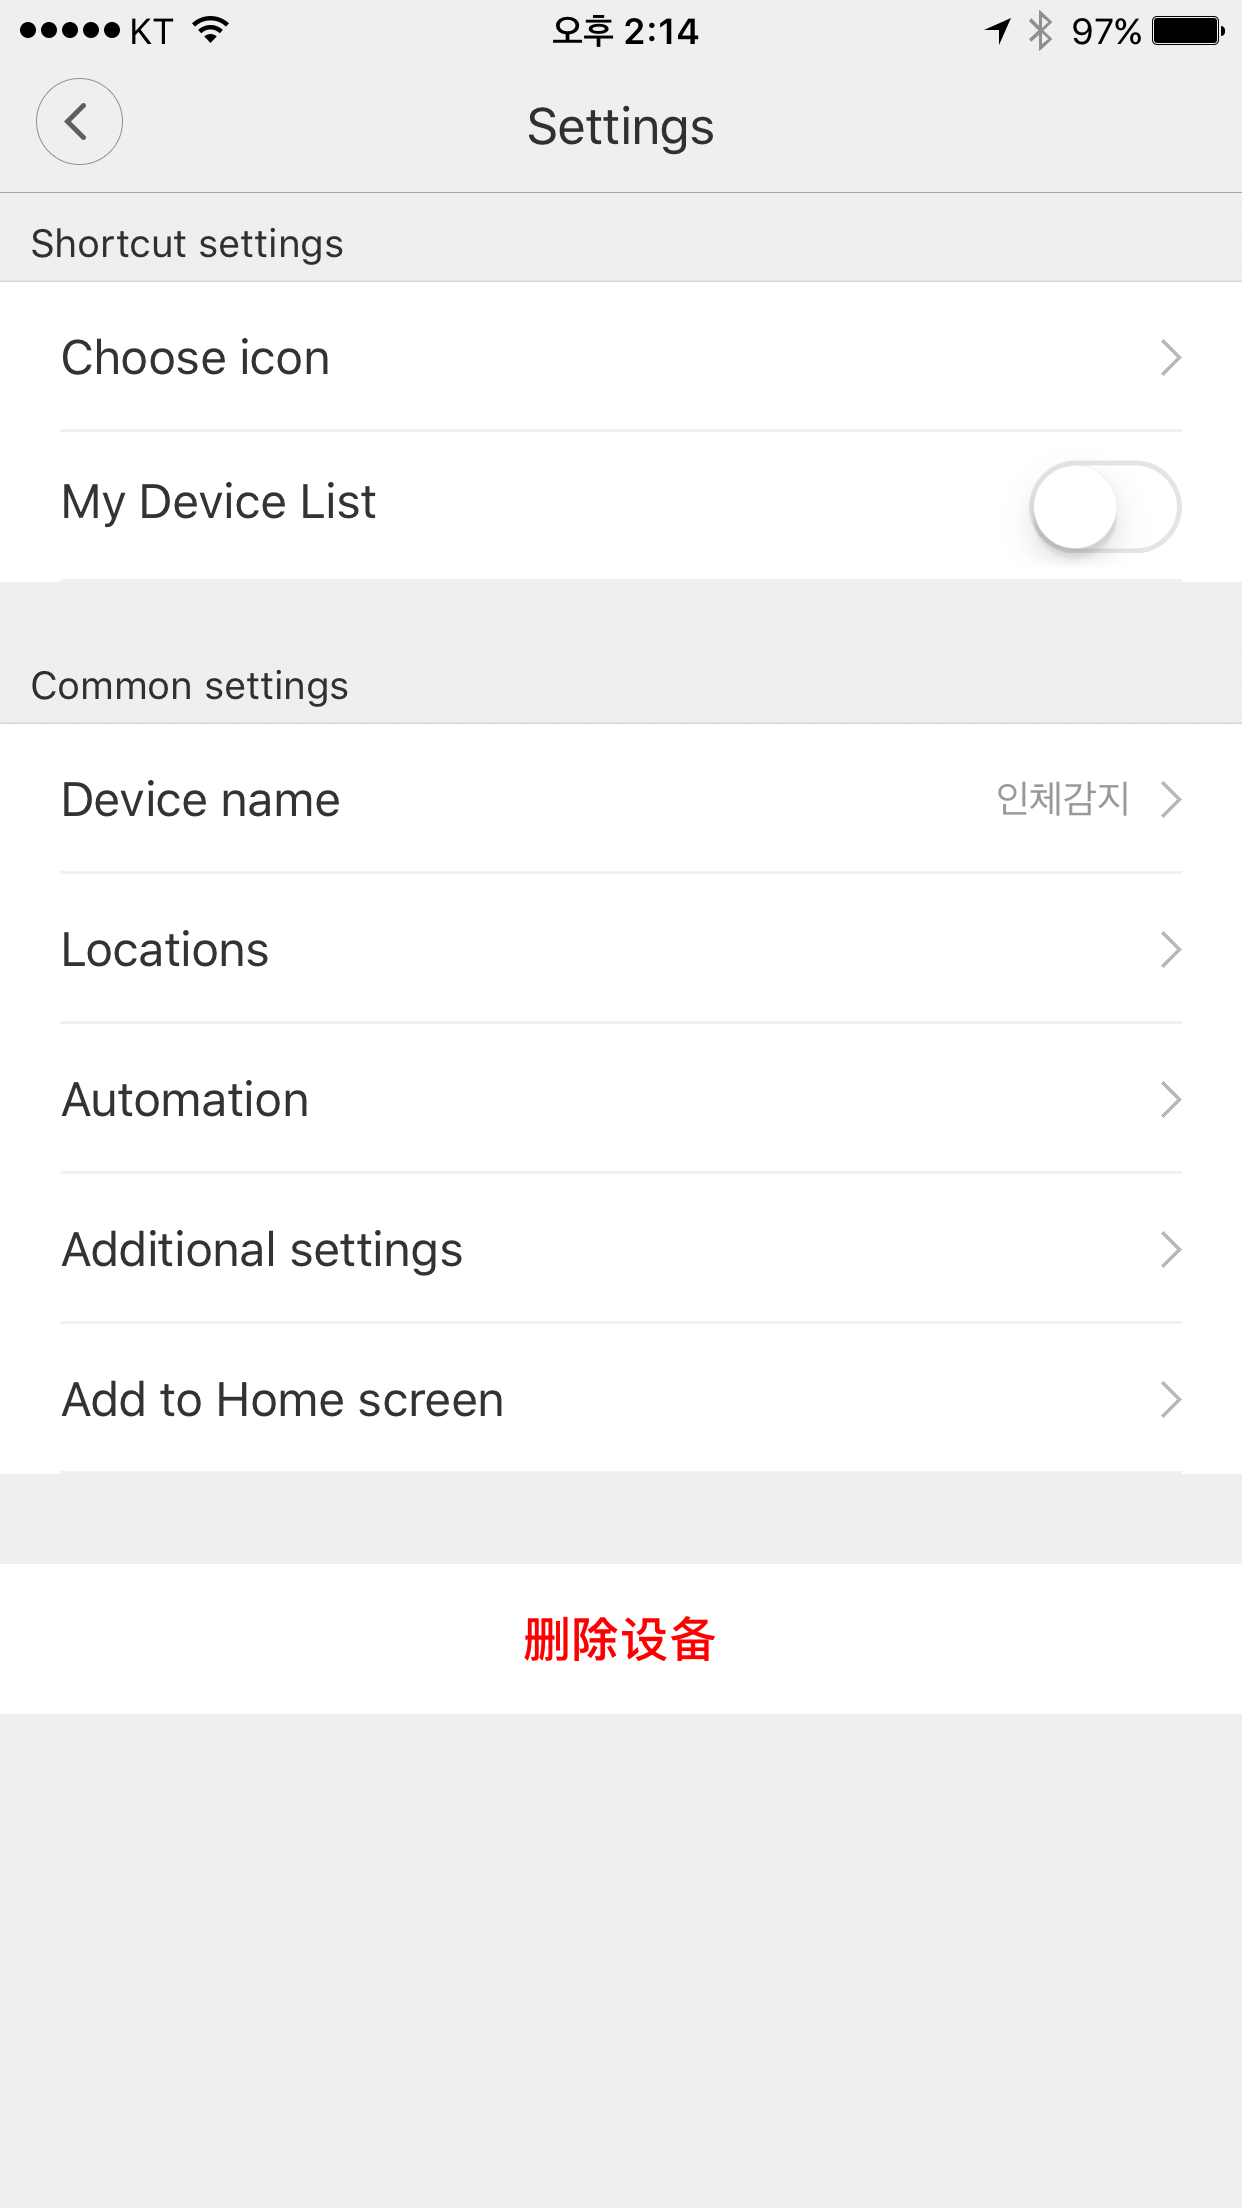 KT 오후 2:14 97%
Settings
Shortcut settings
Choose icon
My Device List
Common settings
Device name 인체감지
Locations
Automation
Additional settings
Add to Home screen
删除设备